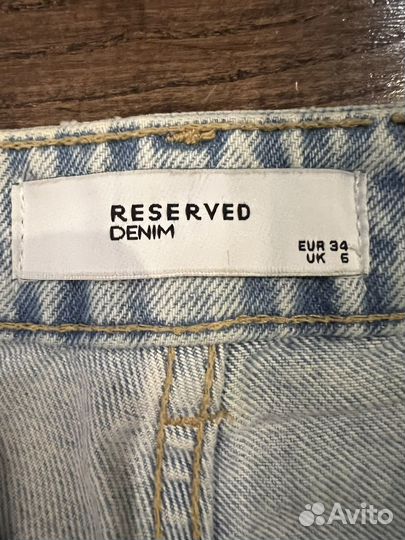 RESERVED
DENIM
EUR 34
UK 6
Avito